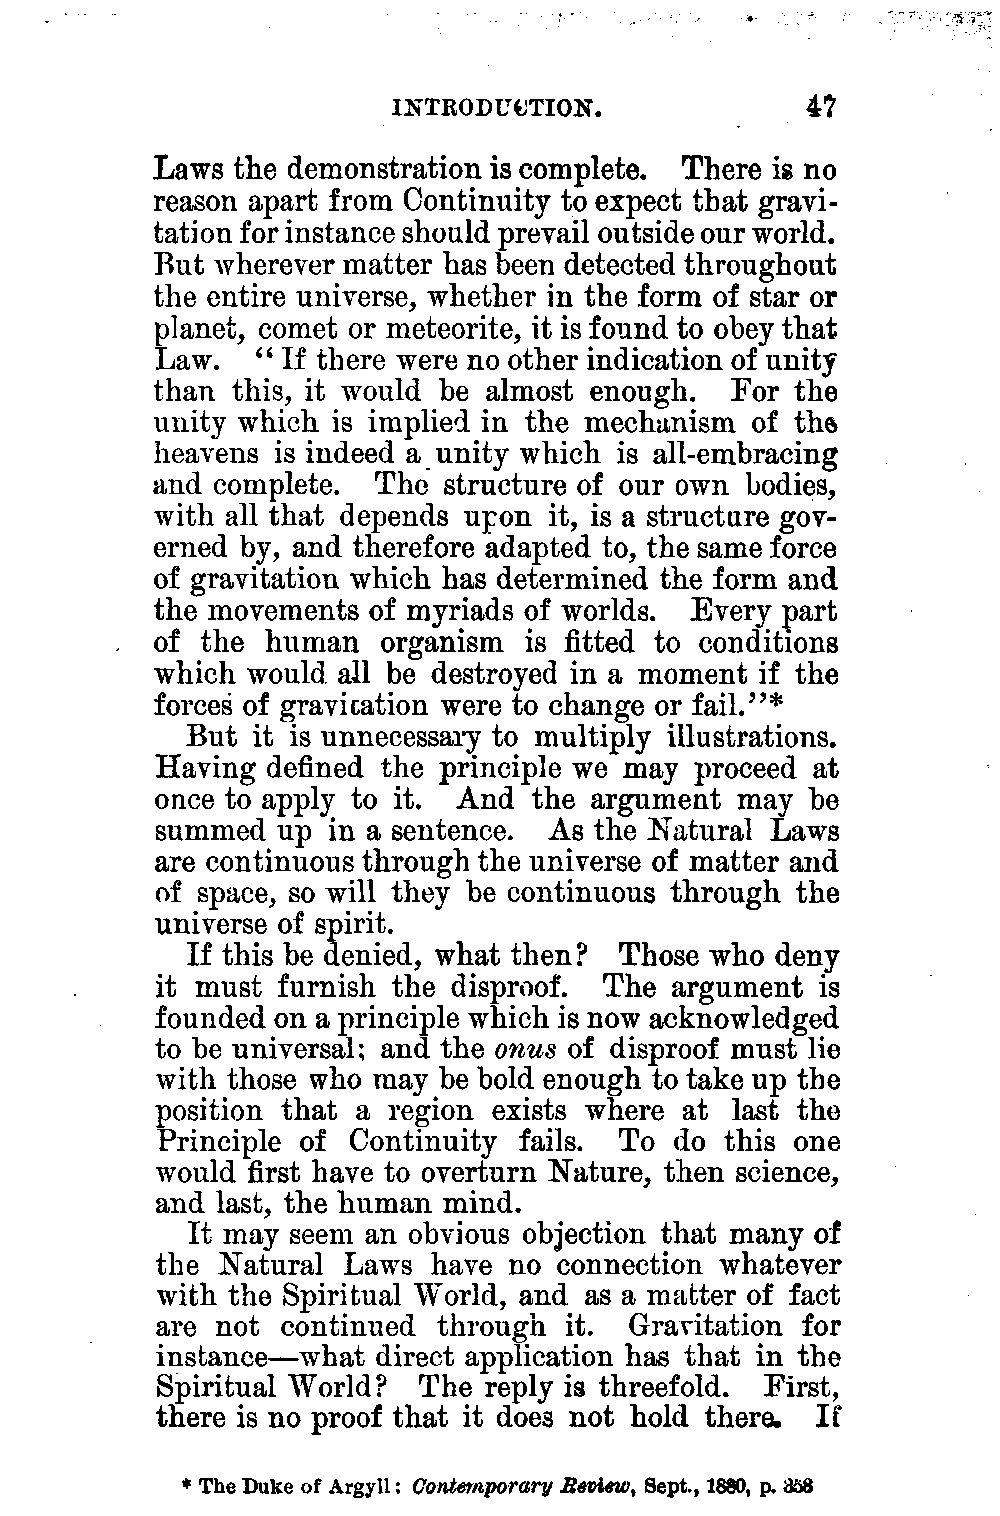 INTRODUCTION. 47
Laws the demonstration is complete. There is no
reason apart from Continuity to expect that gravi-
tation for instance should prevail outside our world.
But wherever matter has been detected throughout
the entire universe, whether in the form of star or
planet, comet or meteorite, it is found to obey that
Law. “If there were no other indication of unity
than this, it would be almost enough. For the
unity which is implied in the mechanism of the
heavens is indeed a unity which is all-embracing
and complete. The structure of our own bodies,
with all that depends upon it, is a structure gov-
erned by, and therefore adapted to, the same force
of gravitation which has determined the form and
the movements of myriads of worlds. Every part
of the human organism is fitted to conditions
which would all be destroyed in a moment if the
forces of gravitation were to change or fail.”*
But it is unnecessary to multiply illustrations.
Having defined the principle we may proceed at
once to apply to it. And the argument may be
summed up in a sentence. As the Natural Laws
are continuous through the universe of matter and
of space, so will they be continuous through the
universe of spirit.
If this be denied, what then? Those who deny
it must furnish the disproof. The argument is
founded on a principle which is now acknowledged
to be universal; and the onus of disproof must lie
with those who may be bold enough to take up the
position that a region exists where at last the
Principle of Continuity fails. To do this one
would first have to overturn Nature, then science,
and last, the human mind.
It may seem an obvious objection that many of
the Natural Laws have no connection whatever
with the Spiritual World, and as a matter of fact
are not continued through it. Gravitation for
instance—what direct application has that in the
Spiritual World? The reply is threefold. First,
there is no proof that it does not hold there. If
* The Duke of Argyll: Contemporary Review, Sept., 1880, p. 358